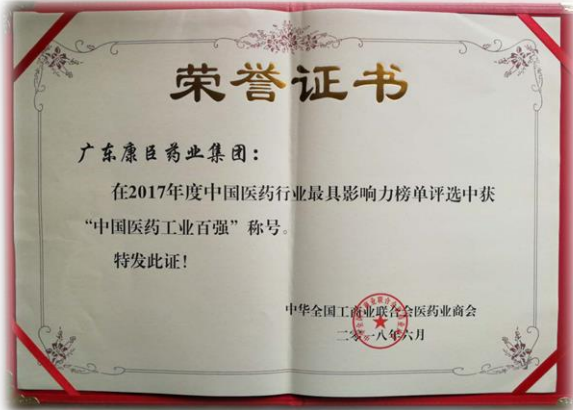 荣誉证书
广东康臣药业集团：
在2017年度中国医药行业最具影响力榜单评选中获
“中国医药工业百强”称号。
特发此证！
中华全国工商业联合会医药业商会
二〇一八年六月